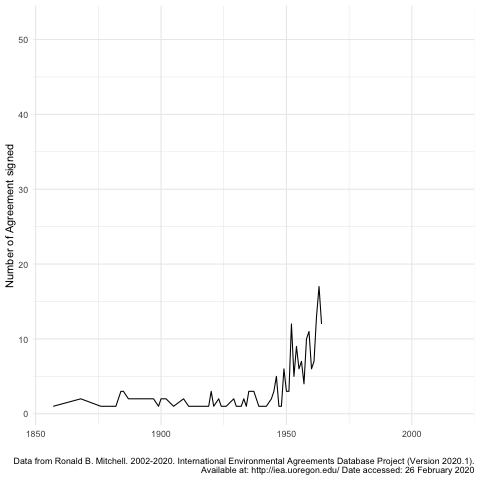 50
40
30
20
10
0
Number of Agreement signed
1850 1900 1950 2000
Data from Ronald B. Mitchell. 2002-2020. International Environmental Agreements Database Project (Version 2020.1).
Available at: http://iea.uoregon.edu/ Date accessed: 26 February 2020